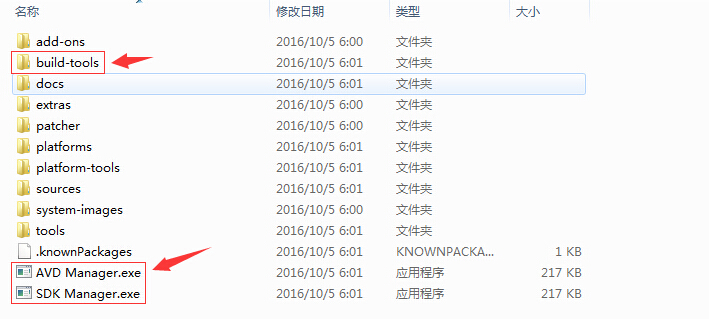 名称 修改日期 类型 大小
add-ons 2016/10/5 6:00 文件夹
build-tools 2016/10/5 6:01 文件夹
docs 2016/10/5 6:01 文件夹
extras 2016/10/5 6:00 文件夹
patcher 2016/10/5 6:00 文件夹
platforms 2016/10/5 6:01 文件夹
platform-tools 2016/10/5 6:01 文件夹
sources 2016/10/5 6:01 文件夹
system-images 2016/10/5 6:00 文件夹
tools 2016/10/5 6:01 文件夹
.knownPackages 2016/10/5 6:01 KNOWNPACKA... 1 KB
AVD Manager.exe 2016/10/5 6:01 应用程序 217 KB
SDK Manager.exe 2016/10/5 6:01 应用程序 217 KB